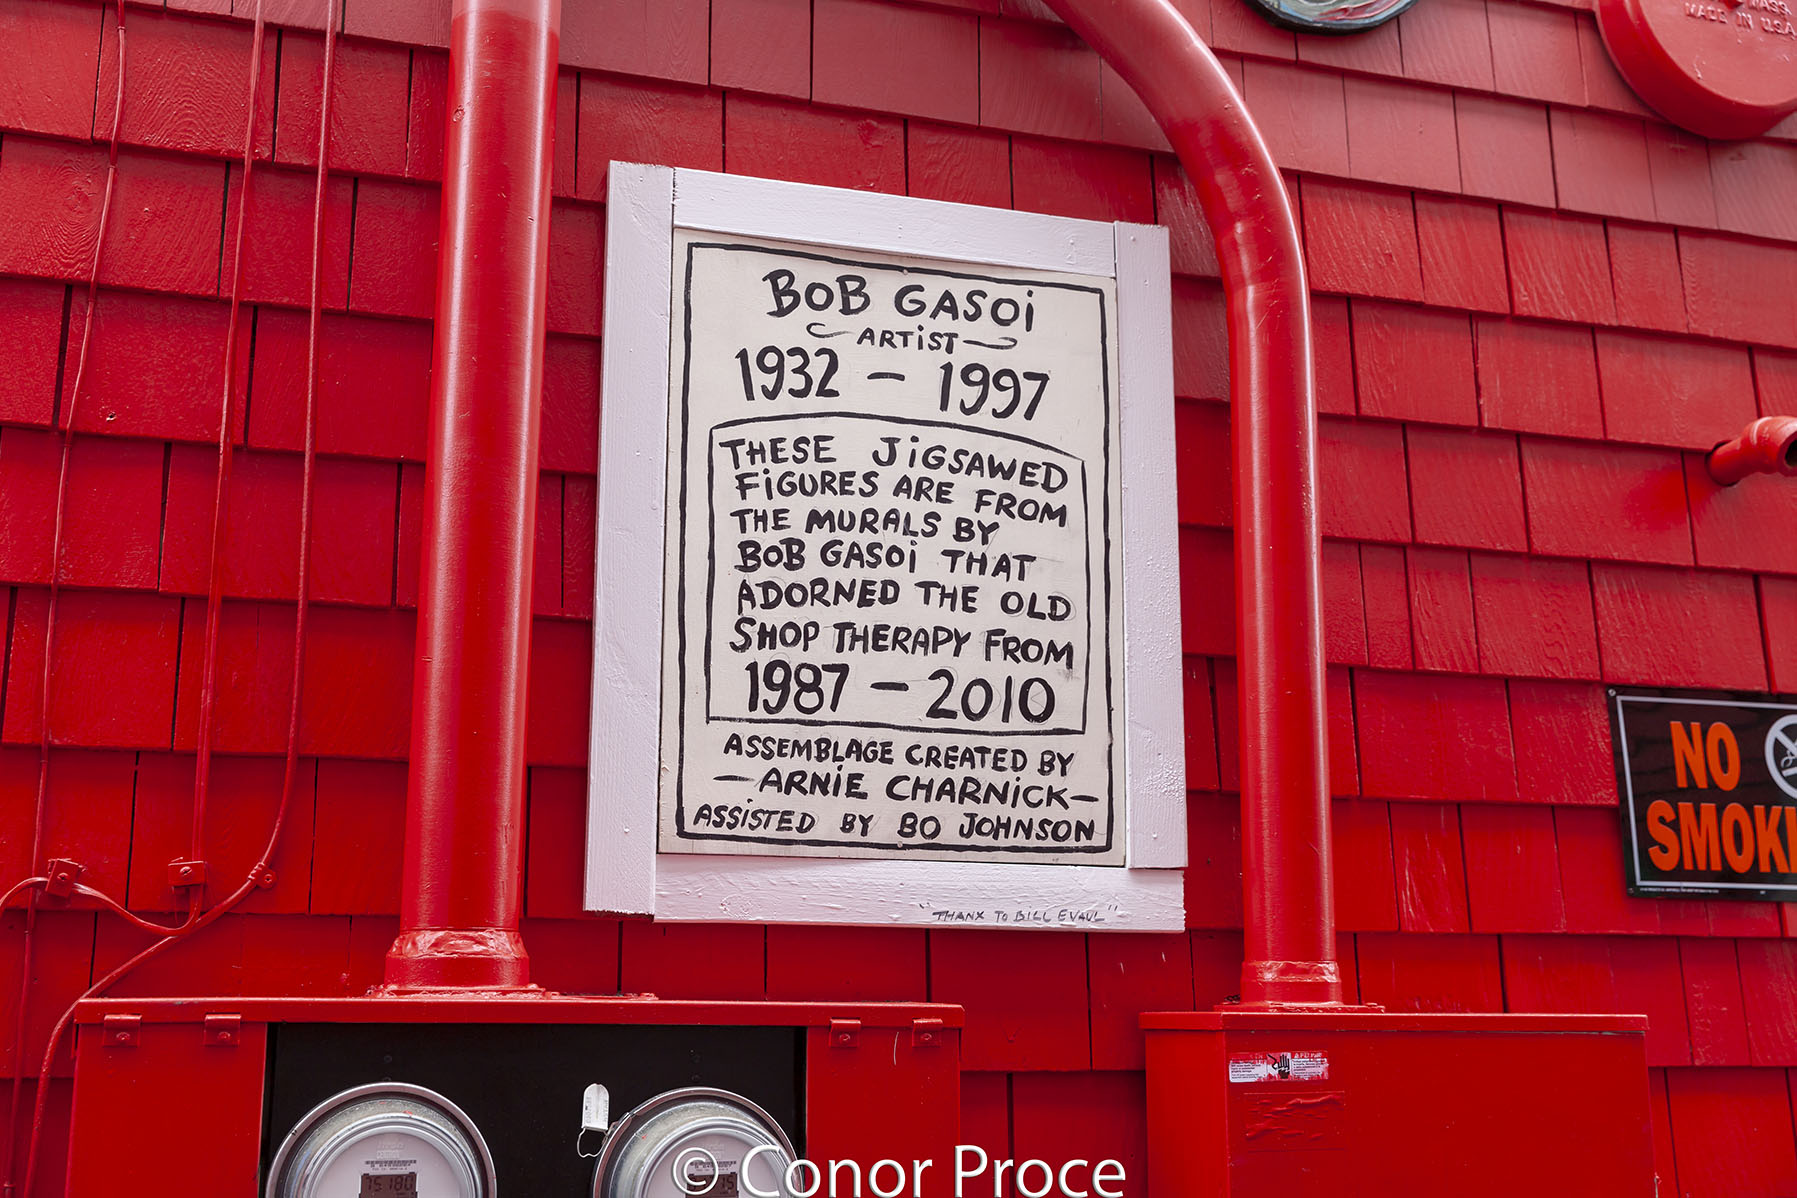 MASS.
MADE IN U.S.A.
BOB GASOi
ARTiST
1932 – 1997
THESE JiGSAWED
FiGURES ARE FROM
THE MURALS BY
BOB GASOi THAT
ADORNED THE OLD
SHOP THERAPY FROM
1987 – 2010
ASSEMBLAGE CREATED BY
—ARNiE CHARNiCK—
ASSiSTED BY BO JOHNSON
"THANX TO BILL EVAUL"
NO
SMOKI
© Conor Proce